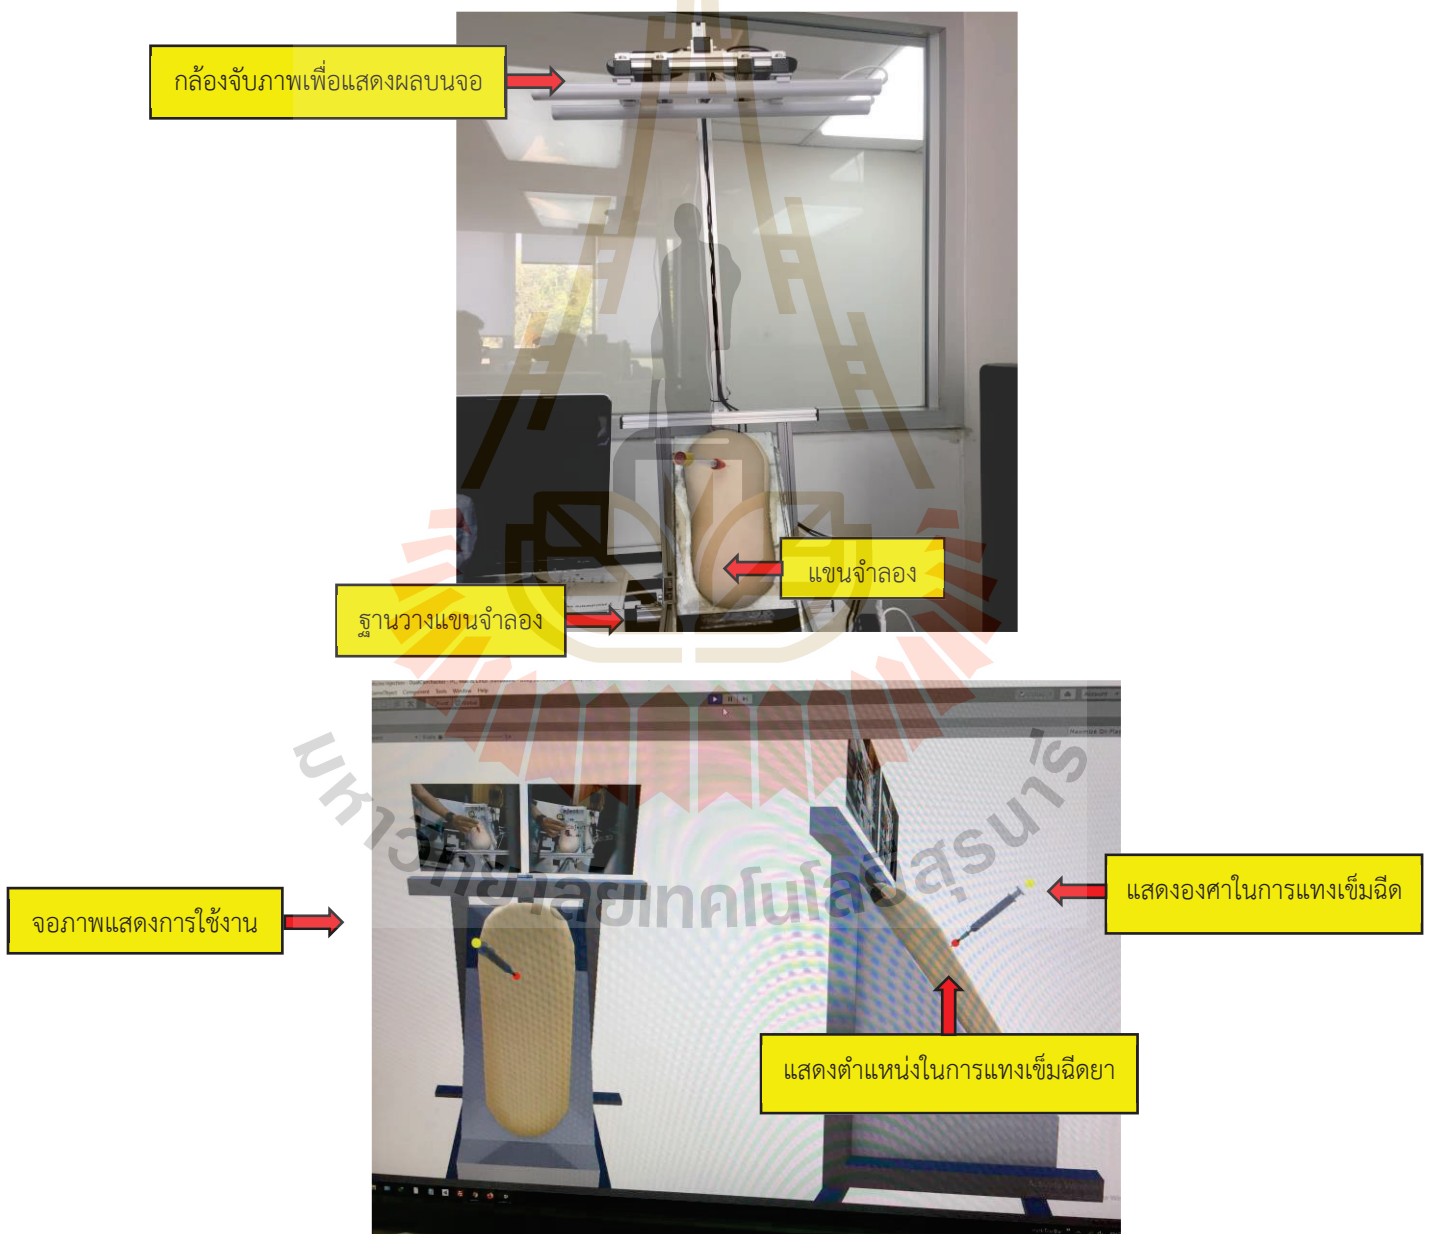 กล้องจับภาพเพื่อแสดงผลบนจอ
แขนจำลอง
ฐานวางแขนจำลอง
Component Tools Window Help
Account
มหาวิทยาลัยเทคโนโลยีสุรนารี
แสดงองศาในการแทงเข็มฉีด
จอภาพแสดงการใช้งาน
แสดงตำแหน่งในการแทงเข็มฉีดยา